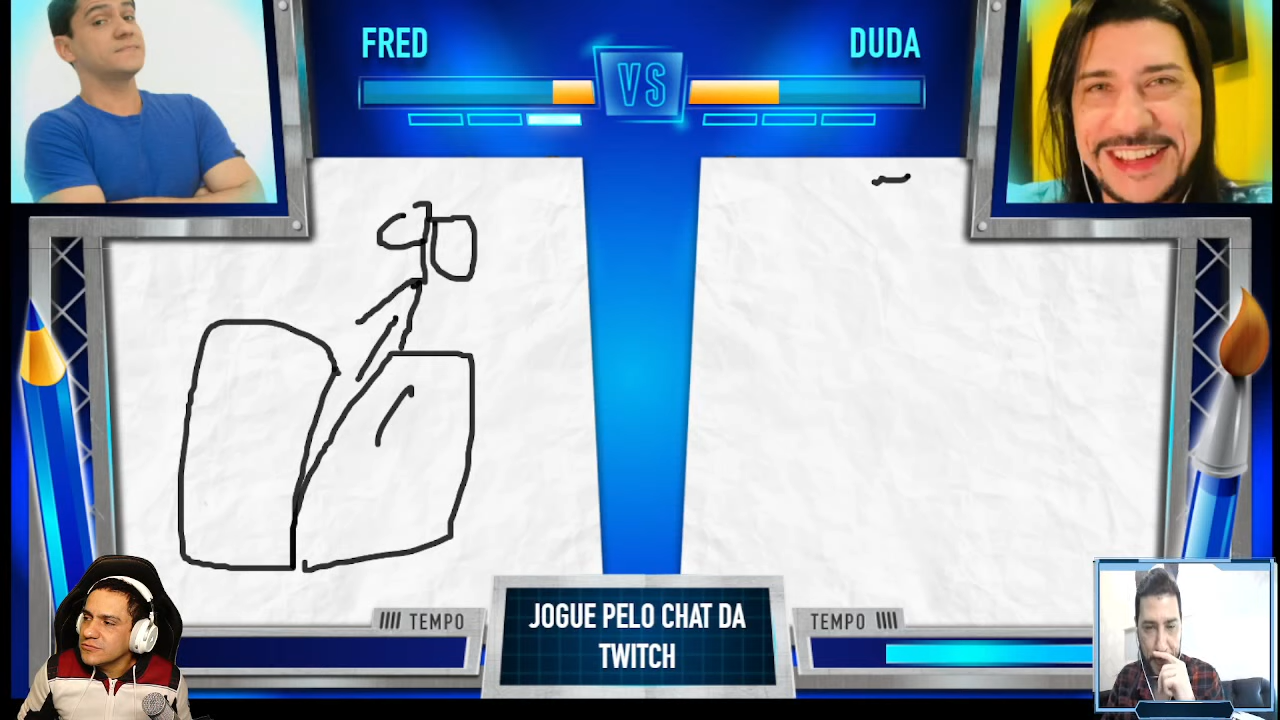 FRED
VS
DUDA
TEMPO
JOGUE PELO CHAT DA
TWITCH
TEMPO